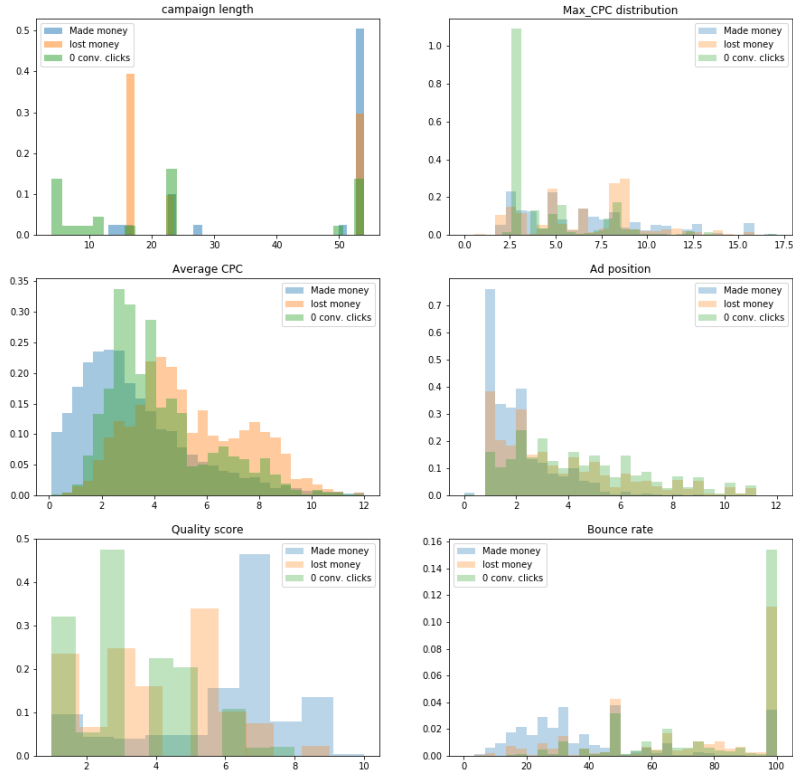 campaign length
Made money
lost money
0 conv. clicks
0.5
0.4
0.3
0.2
0.1
0.0
10 20 30 40 50
Max_CPC distribution
Made money
lost money
0 conv. clicks
1.0
0.8
0.6
0.4
0.2
0.0
0.0 2.5 5.0 7.5 10.0 12.5 15.0 17.5
Average CPC
Made money
lost money
0 conv. clicks
0.35
0.30
0.25
0.20
0.15
0.10
0.05
0.00
0 2 4 6 8 10 12
Ad position
Made money
lost money
0 conv. clicks
0.7
0.6
0.5
0.4
0.3
0.2
0.1
0.0
0 2 4 6 8 10 12
Quality score
Made money
lost money
0 conv. clicks
0.5
0.4
0.3
0.2
0.1
0.0
2 4 6 8 10
Bounce rate
Made money
lost money
0 conv. clicks
0.16
0.14
0.12
0.10
0.08
0.06
0.04
0.02
0.00
0 20 40 60 80 100